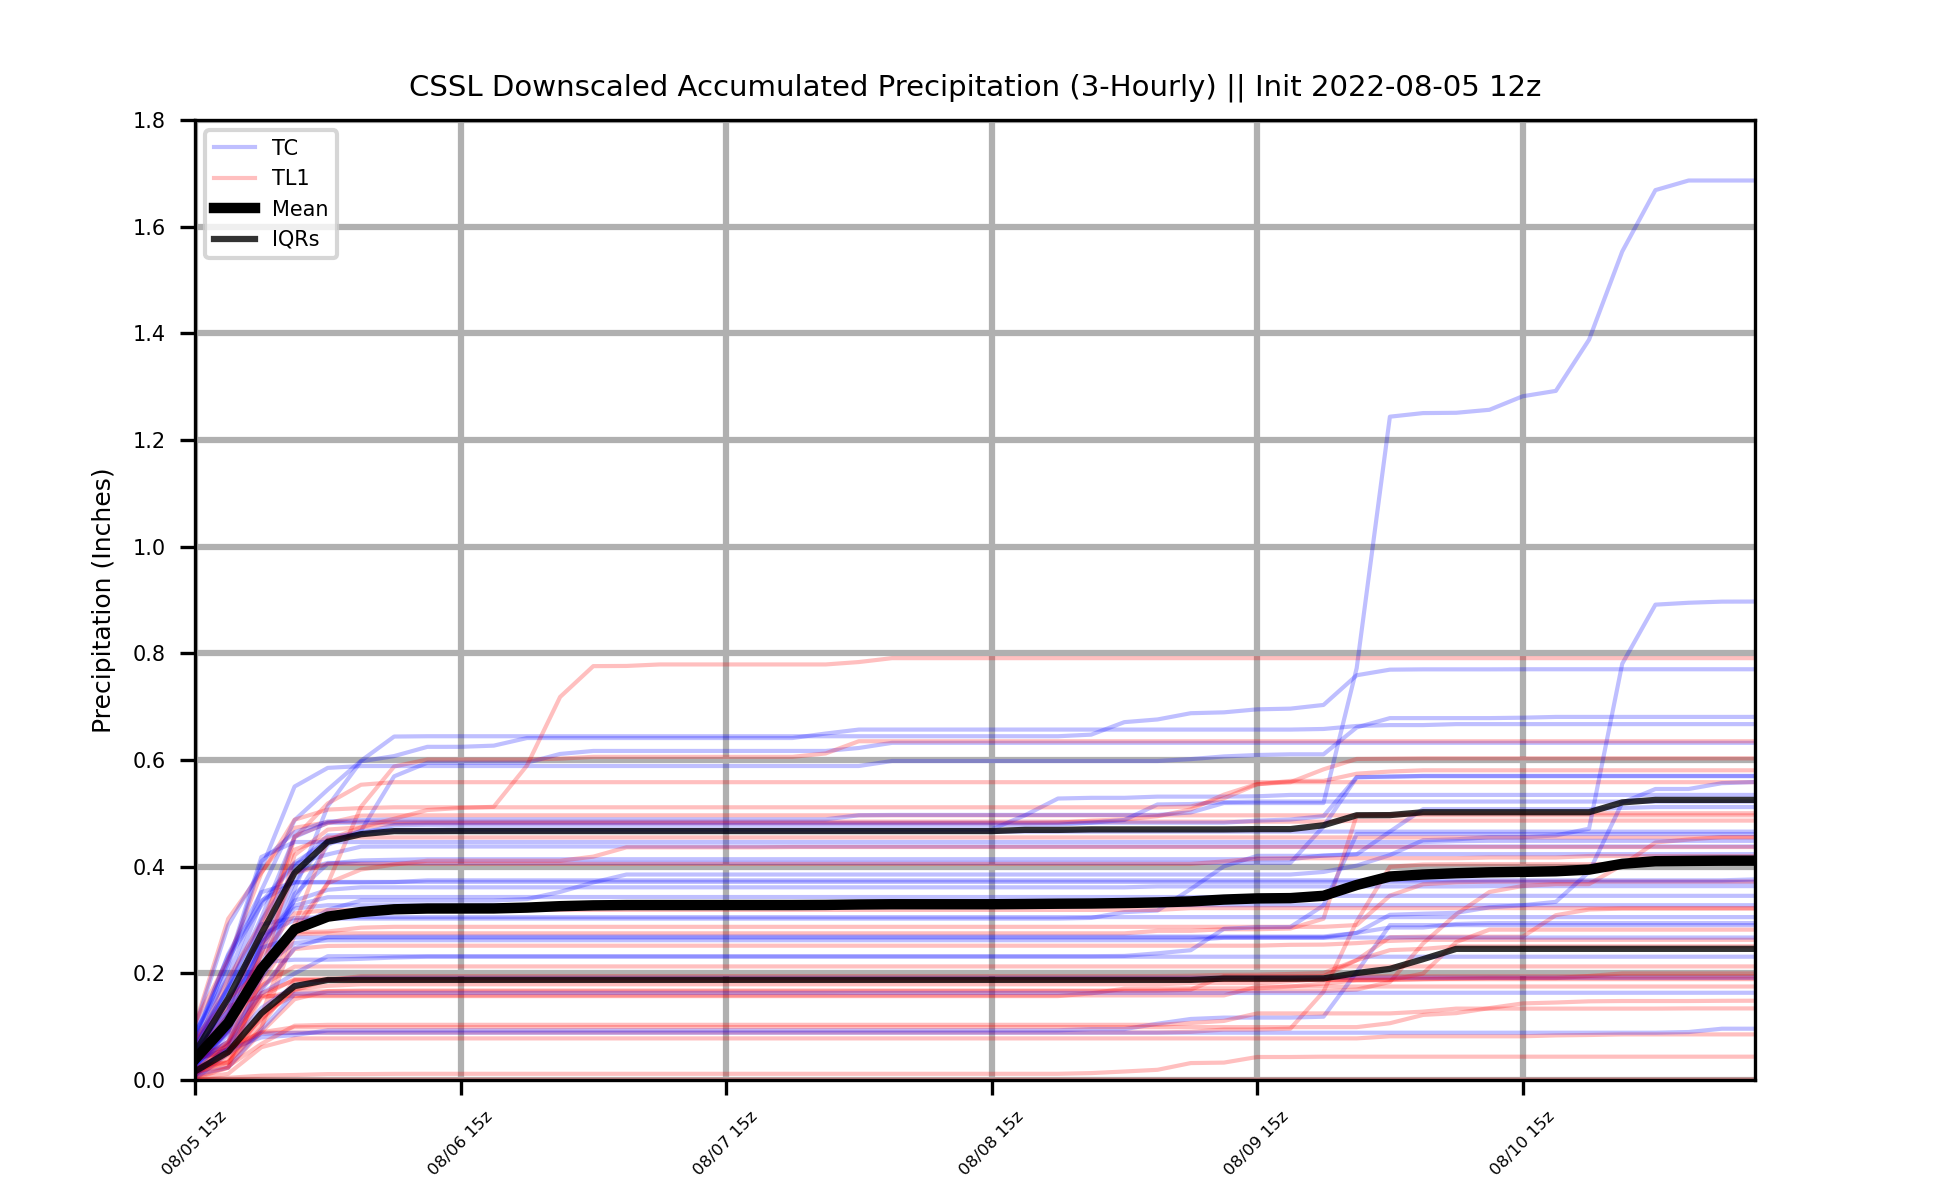 CSSL Downscaled Accumulated Precipitation (3-Hourly) || Init 2022-08-05 12z
TC
TL1
Mean
IQRs
Precipitation (Inches)
1.8
1.6
1.4
1.2
1.0
0.8
0.6
0.4
0.2
0.0
08/05 15z
08/06 15z
08/07 15z
08/08 15z
08/09 15z
08/10 15z